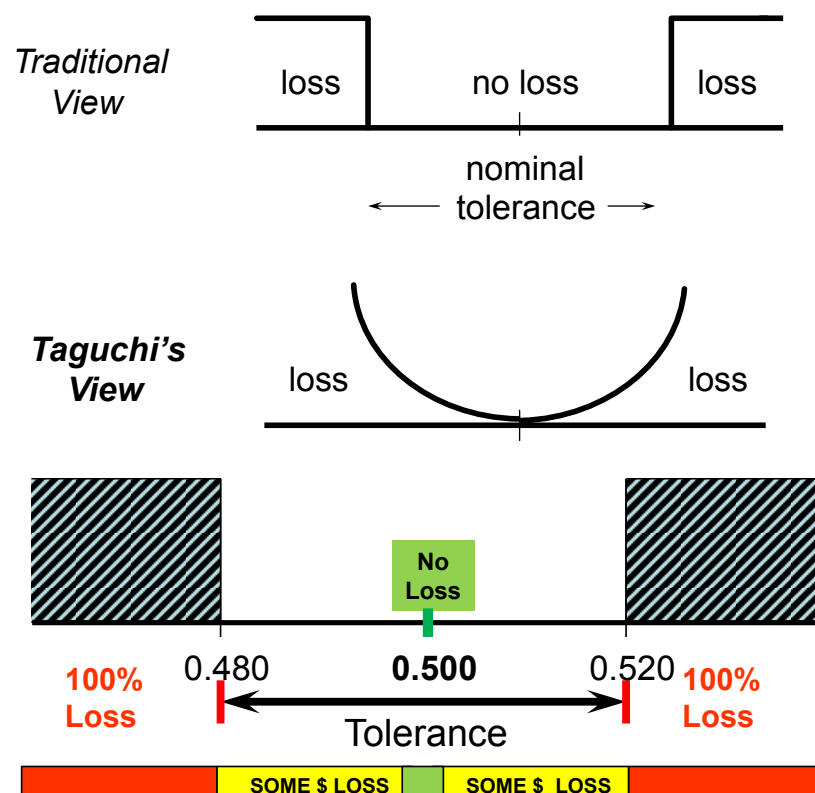 Traditional
View
loss
no loss
loss
nominal
tolerance
Taguchi's
View
loss
loss
No
Loss
0.480
0.500
0.520
100%
Loss
100%
Loss
Tolerance
SOME $ LOSS
SOME $ LOSS